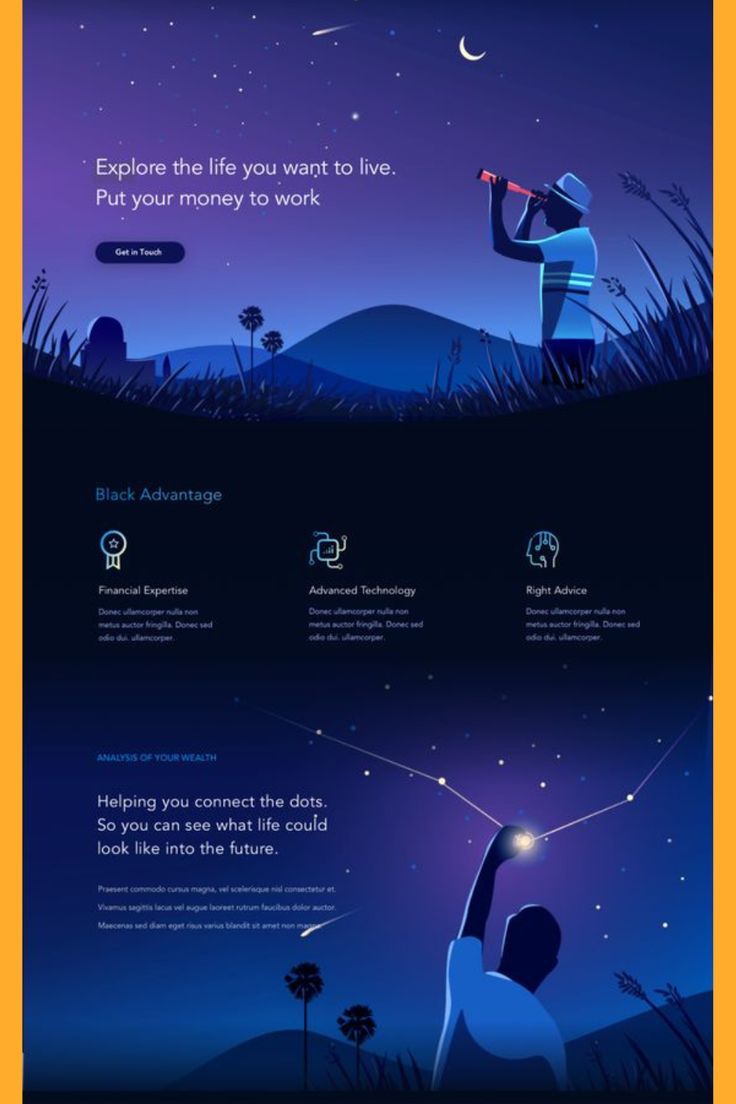 Explore the life you want to live.
Put your money to work
Get in Touch
Black Advantage
Financial Expertise
Donec ullamcorper nulla non
metus auctor fringilla. Donec sed
odio dui. ullamcorper.
Advanced Technology
Donec ullamcorper nulla non
metus auctor fringilla. Donec sed
odio dui. ullamcorper.
Right Advice
Donec ullamcorper nulla non
metus auctor fringilla. Donec sed
odio dui. ullamcorper.
ANALYSIS OF YOUR WEALTH
Helping you connect the dots.
So you can see what life could
look like into the future.
Praesent commodo cursus magna, vel scelerisque nisl consectetur et.
Vivamus sagittis lacus vel augue laoreet rutrum faucibus dolor auctor.
Maecenas sed diam eget risus varius blandit sit amet non magna.